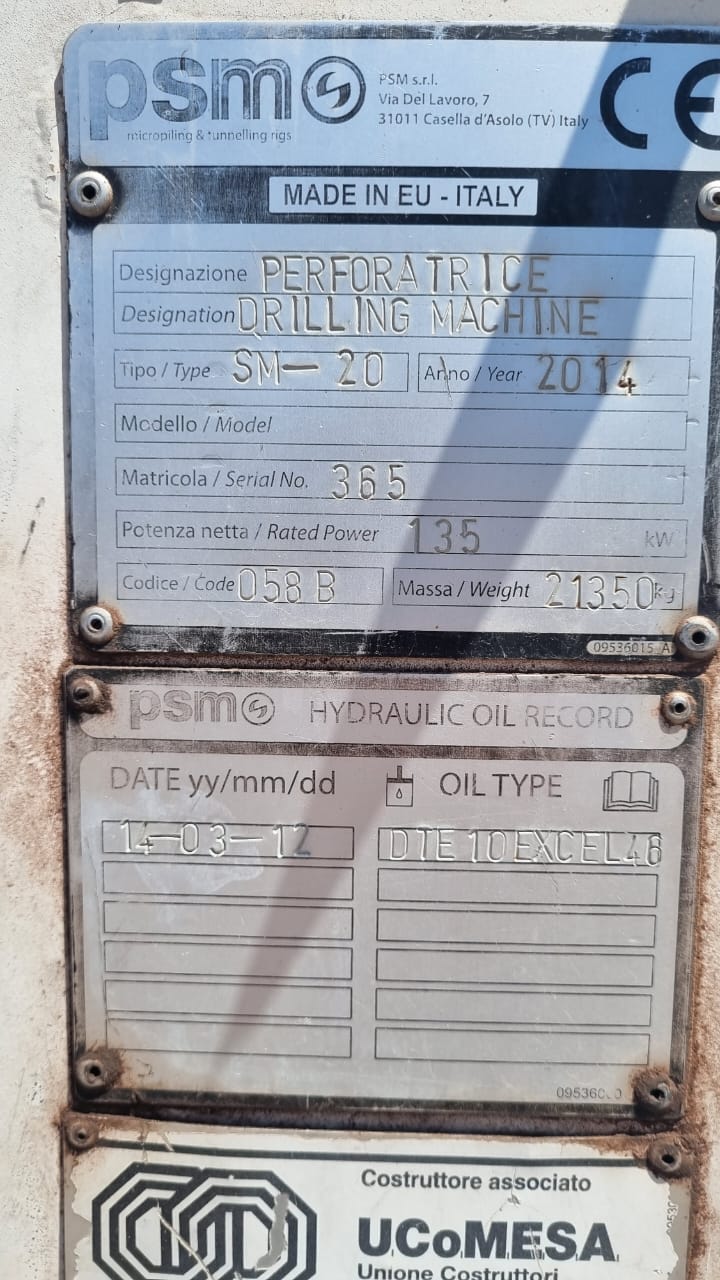 psm
micropiling & tunnelling rigs
PSM s.r.l.
Via Del Lavoro, 7
31011 Casella d'Asolo (TV) Italy
CE
MADE IN EU - ITALY
Designazione PERFORATRICE
Designation DRILLING MACHINE
Tipo / Type SM-20 Anno / Year 2014
Modello / Model
Matricola / Serial No. 365
Potenza netta / Rated Power 135 kW
Codice / Code 058 B Massa / Weight 21350 kg
09536015_A
psm HYDRAULIC OIL RECORD
DATE yy/mm/dd OIL TYPE
14-03-12 DTE 10 EXCEL 46
Costruttore associato
UCoMESA
Unione Costruttori